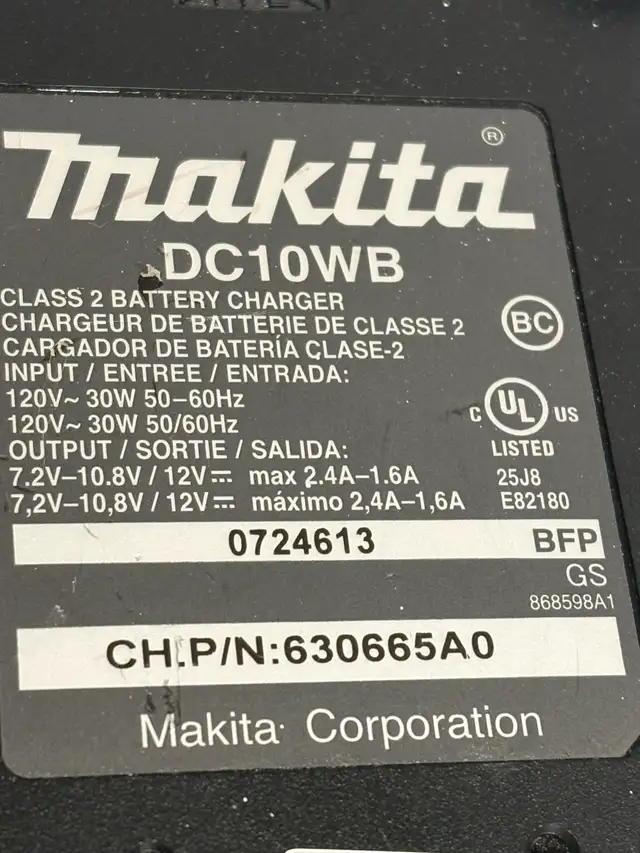 makita ®
DC10WB
CLASS 2 BATTERY CHARGER
CHARGEUR DE BATTERIE DE CLASSE 2
CARGADOR DE BATERÍA CLASE-2
BC
INPUT / ENTREE / ENTRADA:
120V~ 30W 50–60Hz
120V~ 30W 50/60Hz
C UL US
LISTED
OUTPUT / SORTIE / SALIDA:
7.2V–10.8V / 12V⎓ max 2.4A–1.6A
25J8
7,2V–10,8V / 12V⎓ máximo 2,4A–1,6A
E82180
0724613 BFP
GS
868598A1
CH.P/N:630665A0
Makita Corporation